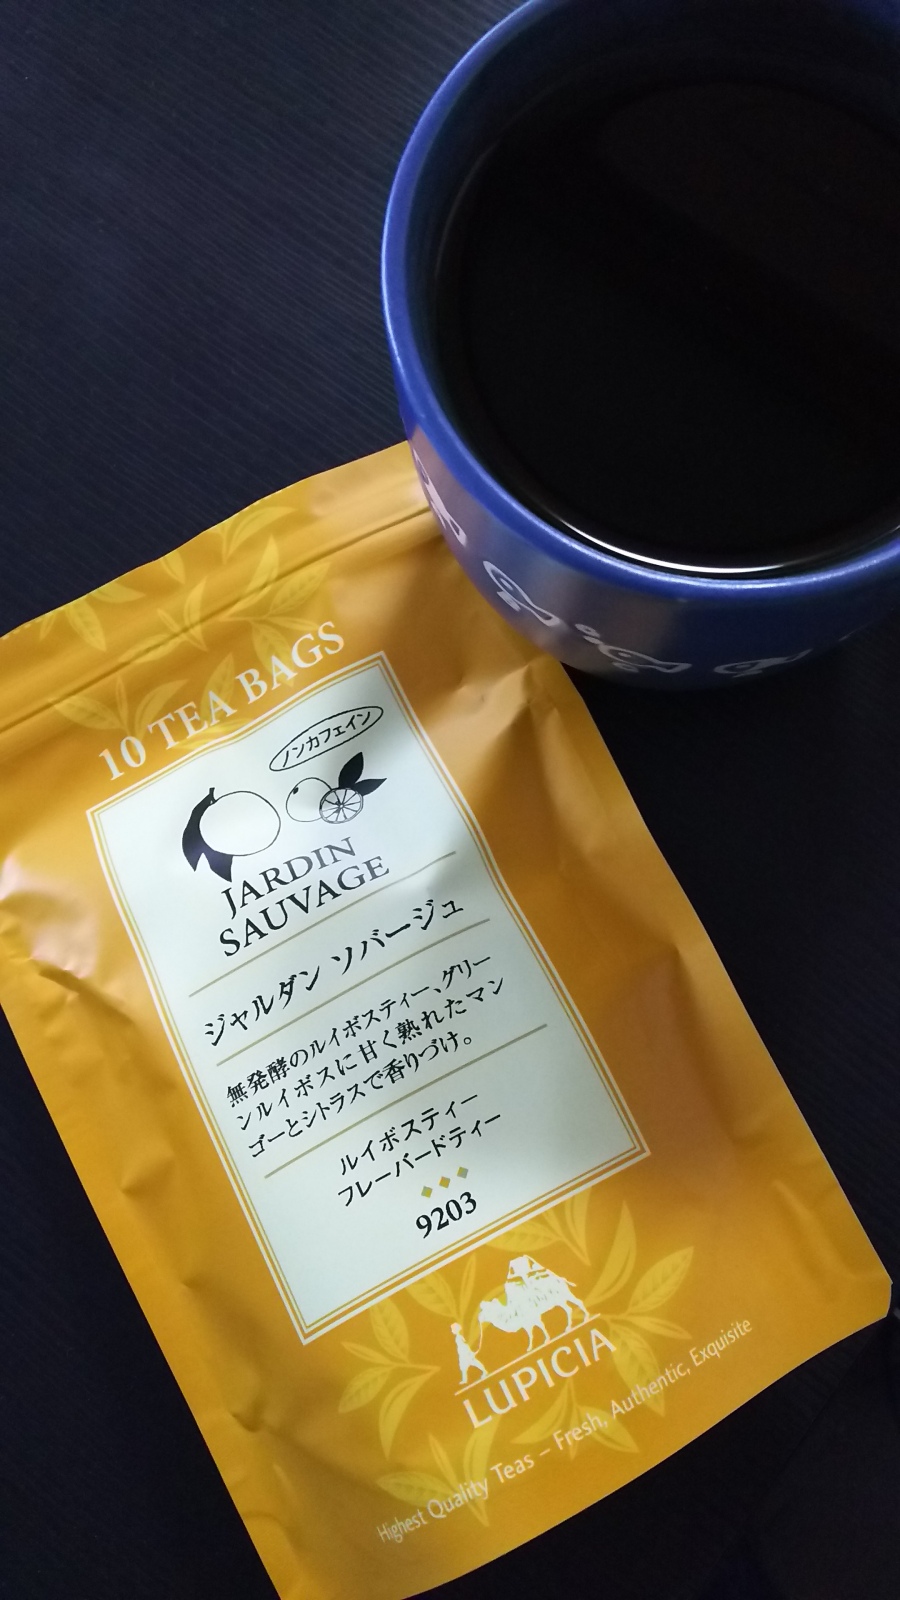 10 TEA BAGS
ノンカフェイン
JARDIN
SAUVAGE
ジャルダン ソバージュ
無発酵のルイボスティー、グリー
ンルイボスに甘く熟れたマン
ゴーとシトラスで香りづけ。
ルイボスティー
フレーバードティー
9203
LUPICIA
Highest Quality Teas – Fresh, Authentic, Exquisite